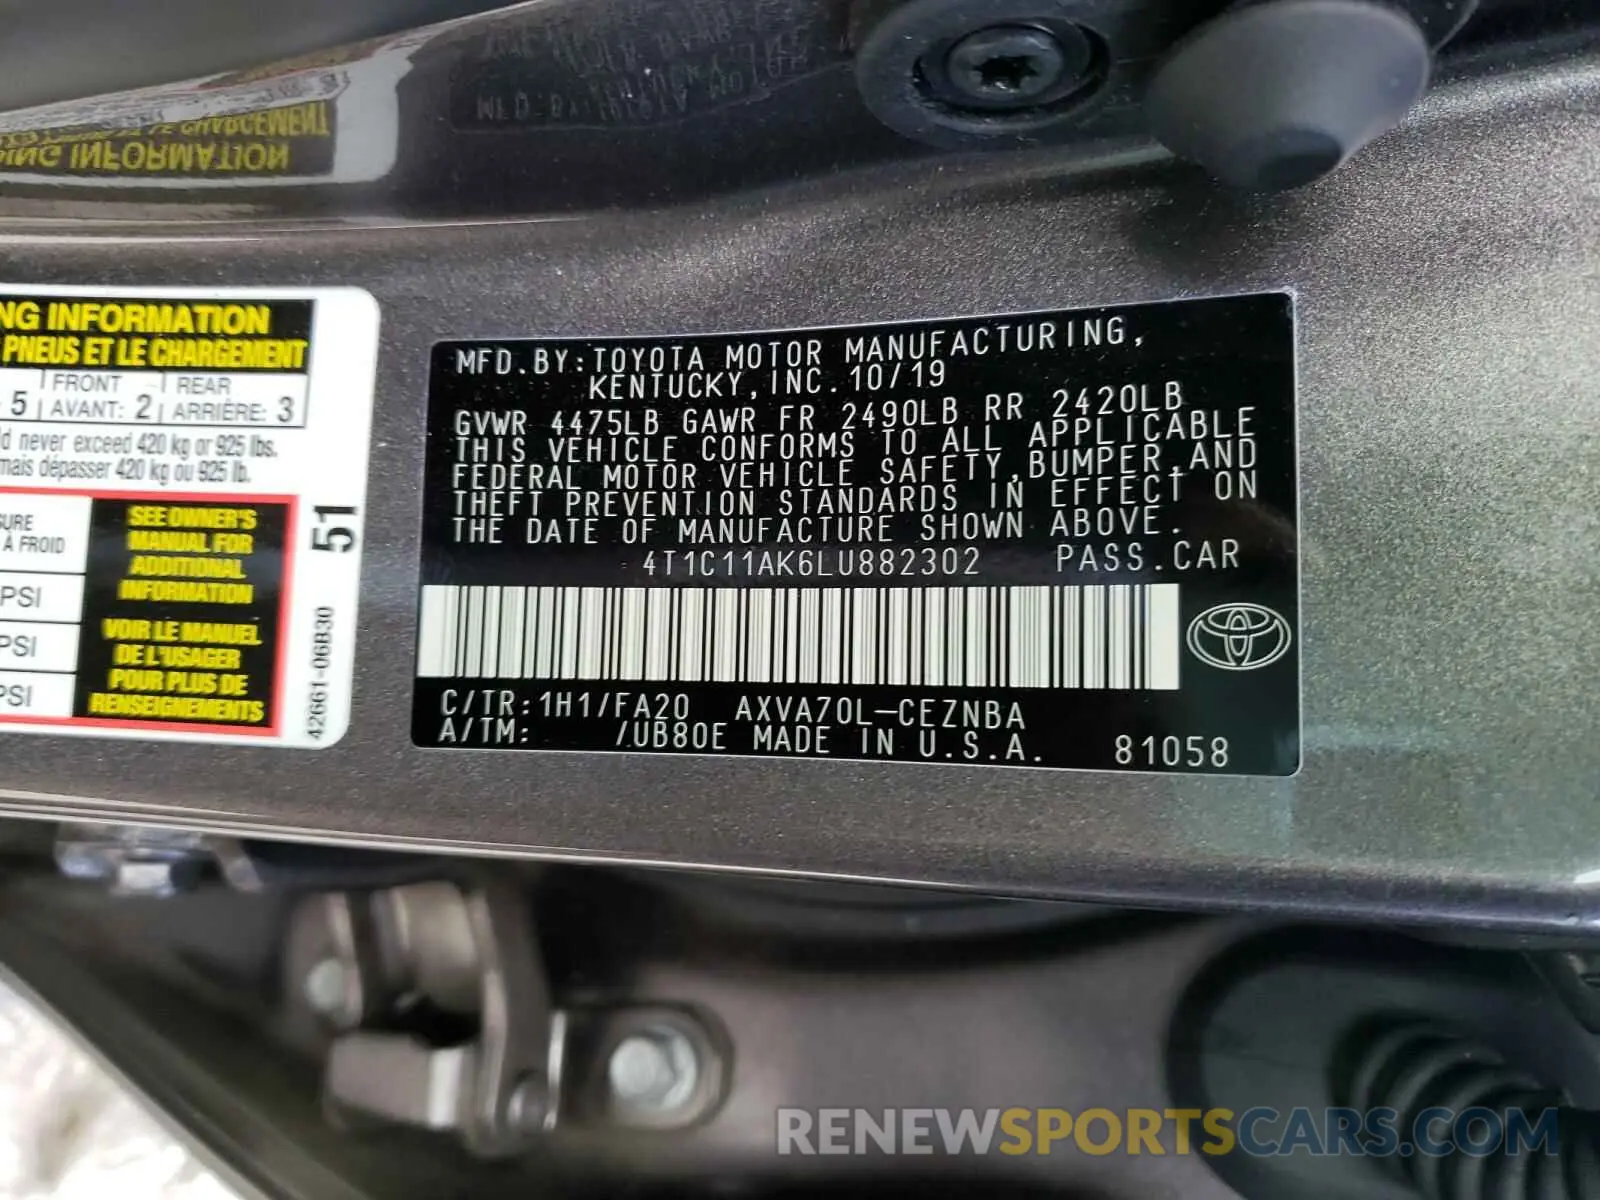 NG INFORMATION
PNEUS ET LE CHARGEMENT
5 FRONT AVANT: 2 REAR ARRIÈRE: 3
d never exceed 420 kg or 925 lbs.
mais dépasser 420 kg ou 925 lb.
SURE
À FROID
PSI
PSI
PSI
SEE OWNER'S
MANUAL FOR
ADDITIONAL
INFORMATION
VOIR LE MANUEL
DE L'USAGER
POUR PLUS DE
RENSEIGNEMENTS
51
42661-06B30
MFD. BY: TOYOTA MOTOR MANUFACTURING,
KENTUCKY, INC. 10/19
GVWR 4475LB GAWR FR 2490LB RR 2420LB
THIS VEHICLE CONFORMS TO ALL APPLICABLE
FEDERAL MOTOR VEHICLE SAFETY, BUMPER, AND
THEFT PREVENTION STANDARDS IN EFFECT ON
THE DATE OF MANUFACTURE SHOWN ABOVE.
4T1C11AK6LU882302 PASS. CAR
C/TR: 1H1/FA20 AXVA70L-CEZNBA
A/TM: /UB80E MADE IN U.S.A. 81058
RENEWSPORTSCARS.COM